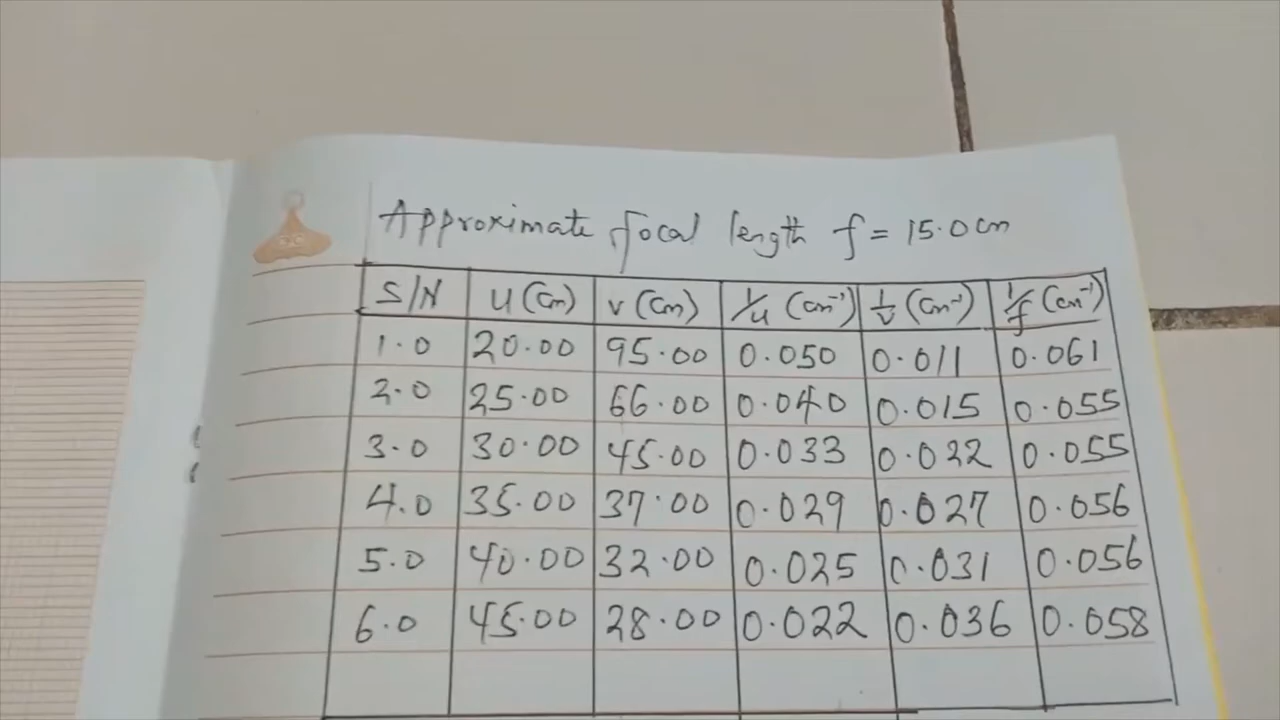 Approximate focal length f = 15.0cm
S/N U(cm) v(cm) 1/u (cm⁻¹) 1/v (cm⁻¹) 1/f (cm⁻¹)
1.0 20.00 95.00 0.050 0.011 0.061
2.0 25.00 66.00 0.040 0.015 0.055
3.0 30.00 45.00 0.033 0.022 0.055
4.0 35.00 37.00 0.029 0.027 0.056
5.0 40.00 32.00 0.025 0.031 0.056
6.0 45.00 28.00 0.022 0.036 0.058